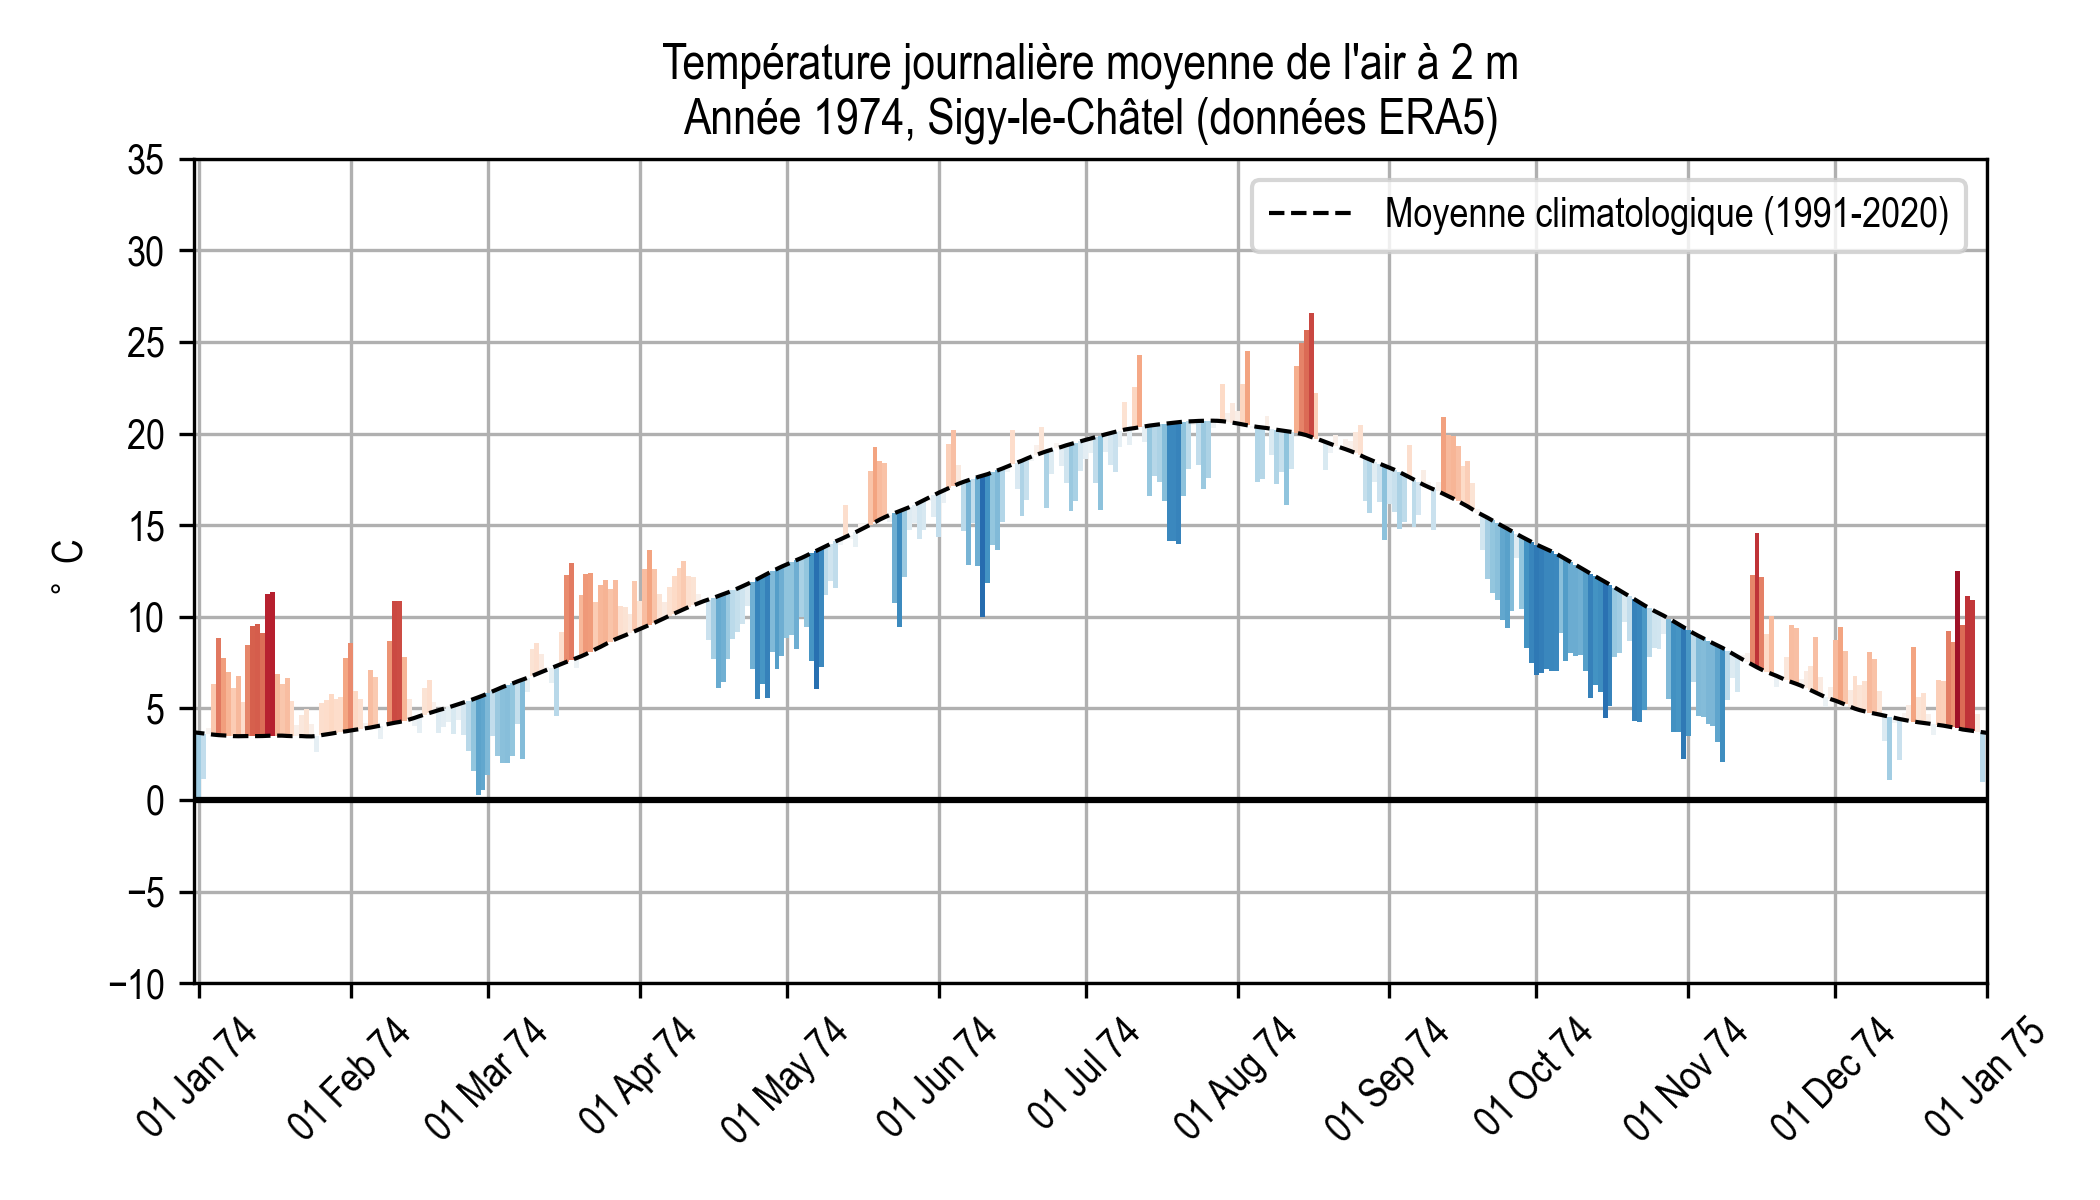 Température journalière moyenne de l'air à 2 m
Année 1974, Sigy-le-Châtel (données ERA5)
Moyenne climatologique (1991-2020)
° C
35
30
25
20
15
10
5
0
−5
−10
01 Jan 74
01 Feb 74
01 Mar 74
01 Apr 74
01 May 74
01 Jun 74
01 Jul 74
01 Aug 74
01 Sep 74
01 Oct 74
01 Nov 74
01 Dec 74
01 Jan 75